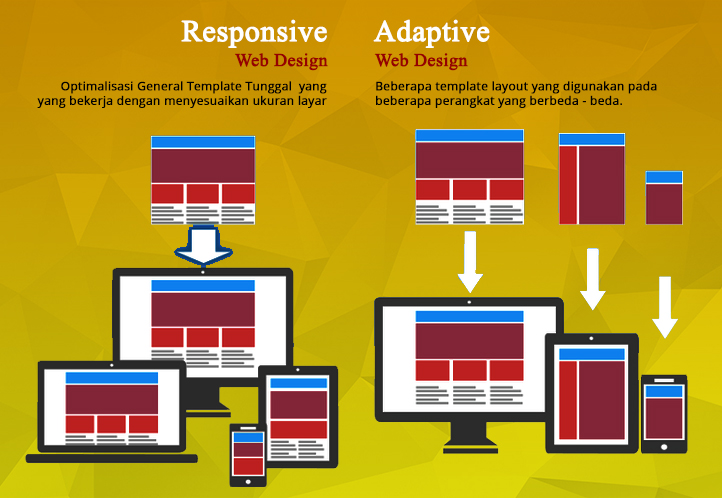 Responsive
Web Design
Optimalisasi General Template Tunggal yang
yang bekerja dengan menyesuaikan ukuran layar
Adaptive
Web Design
Beberapa template layout yang digunakan pada
beberapa perangkat yang berbeda - beda.